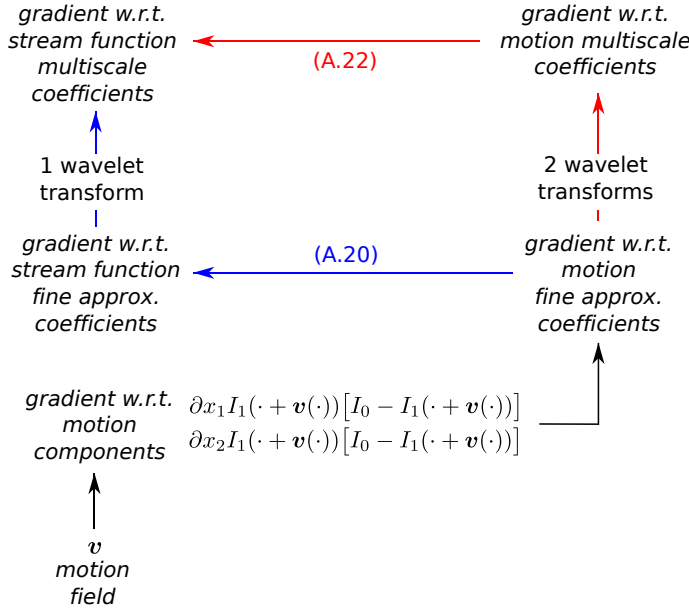 gradient w.r.t.
stream function
multiscale
coefficients
(A.22)
gradient w.r.t.
motion multiscale
coefficients
1 wavelet
transform
2 wavelet
transforms
gradient w.r.t.
stream function
fine approx.
coefficients
(A.20)
gradient w.r.t.
motion
fine approx.
coefficients
gradient w.r.t.
motion
components
∂x₁I₁(· + v(·))[I₀ − I₁(· + v(·))]
∂x₂I₁(· + v(·))[I₀ − I₁(· + v(·))]
v
motion
field